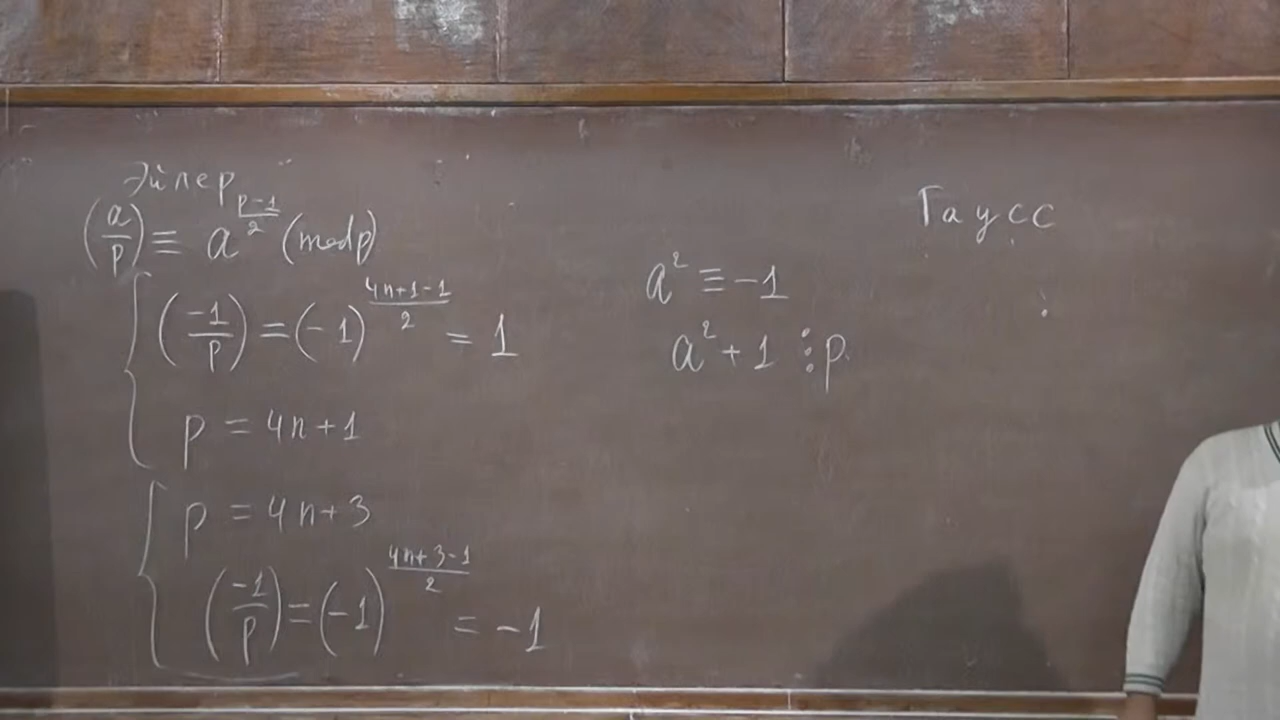 Эйлер
(a/p) ≡ a^((p-1)/2) (mod p)
(-1/p) = (-1)^((4n+1-1)/2) = 1
p = 4n+1
p = 4n+3
(-1/p) = (-1)^((4n+3-1)/2) = -1
a² ≡ -1
a² + 1 ⋮ p
Гаусс